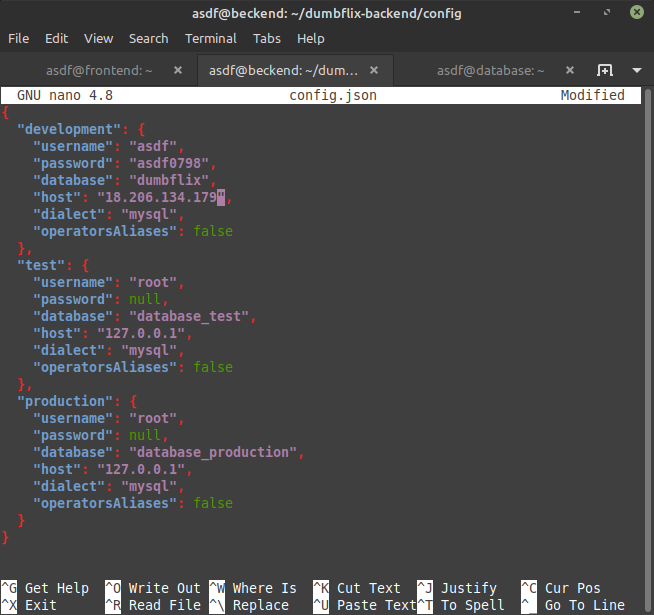 asdf@beckend: ~/dumbflix-backend/config
File Edit View Search Terminal Tabs Help
asdf@frontend: ~ × asdf@beckend: ~/dum... × asdf@database: ~ ×
GNU nano 4.8 config.json Modified
{
  "development": {
    "username": "asdf",
    "password": "asdf0798",
    "database": "dumbflix",
    "host": "18.206.134.179",
    "dialect": "mysql",
    "operatorsAliases": false
  },
  "test": {
    "username": "root",
    "password": null,
    "database": "database_test",
    "host": "127.0.0.1",
    "dialect": "mysql",
    "operatorsAliases": false
  },
  "production": {
    "username": "root",
    "password": null,
    "database": "database_production",
    "host": "127.0.0.1",
    "dialect": "mysql",
    "operatorsAliases": false
  }
}
^G Get Help ^O Write Out ^W Where Is ^K Cut Text ^J Justify ^C Cur Pos
^X Exit ^R Read File ^\ Replace ^U Paste Text ^T To Spell ^_ Go To Line